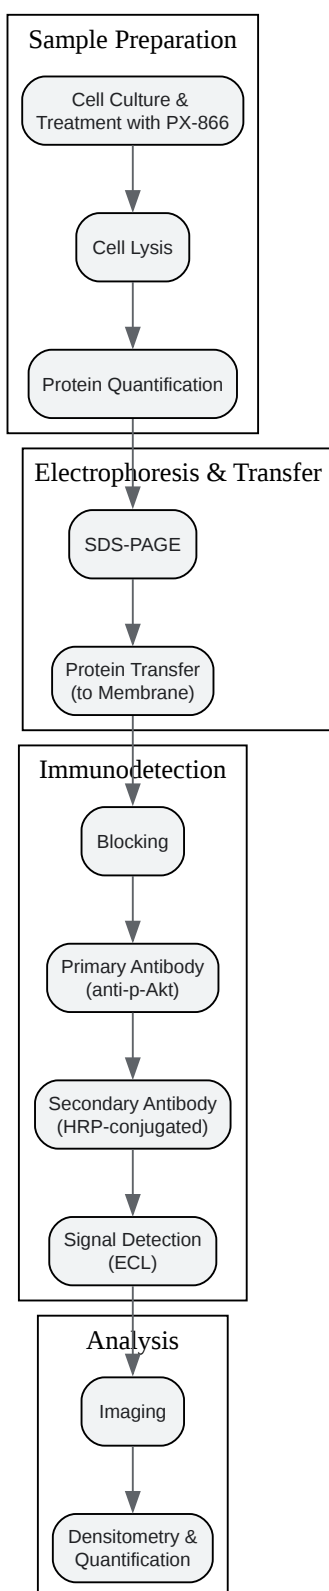 Sample Preparation
Cell Culture &
Treatment with PX-866
Cell Lysis
Protein Quantification
Electrophoresis & Transfer
SDS-PAGE
Protein Transfer
(to Membrane)
Immunodetection
Blocking
Primary Antibody
(anti-p-Akt)
Secondary Antibody
(HRP-conjugated)
Signal Detection
(ECL)
Analysis
Imaging
Densitometry &
Quantification